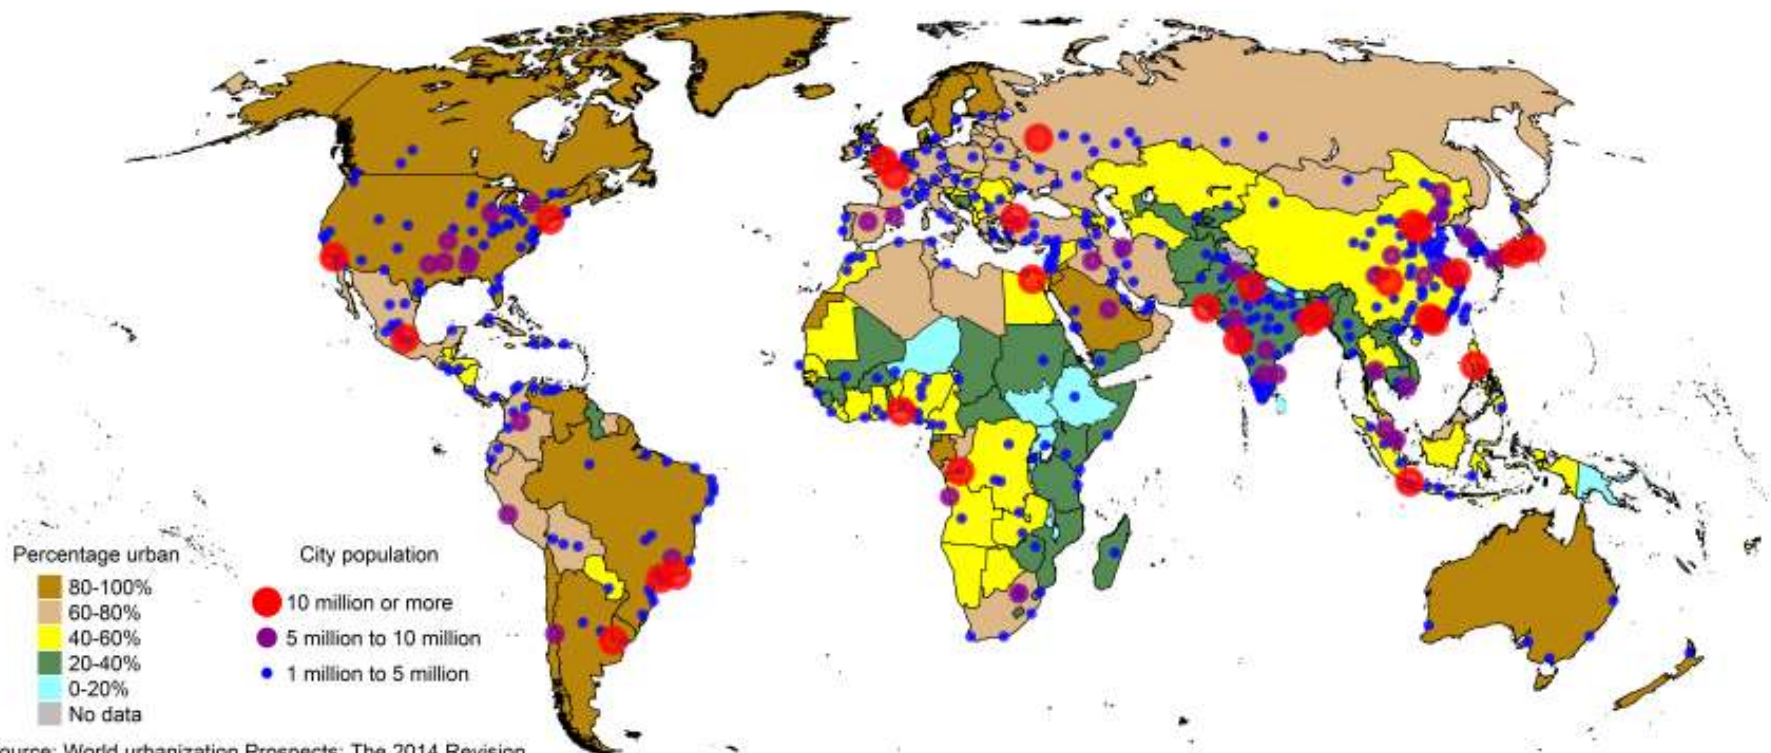 Percentage urban
80-100%
60-80%
40-60%
20-40%
0-20%
No data
City population
10 million or more
5 million to 10 million
1 million to 5 million
ource: World urbanization Prospects: The 2014 Revision